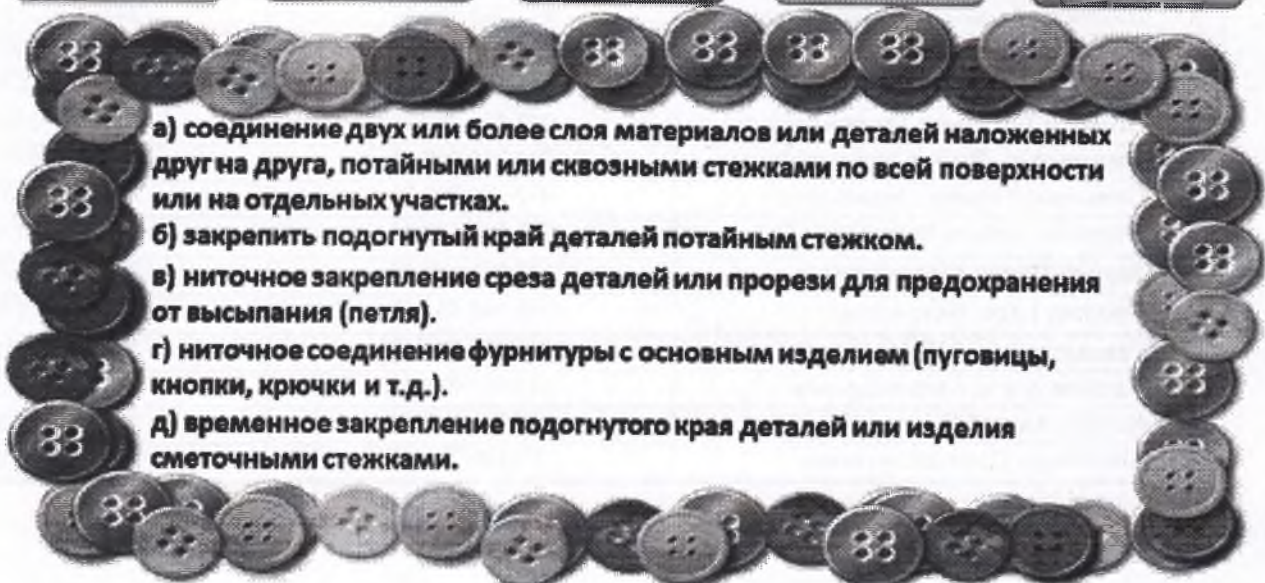 а) соединение двух или более слоя материалов или деталей наложенных
друг на друга, потайными или сквозными стежками по всей поверхности
или на отдельных участках.
б) закрепить подогнутый край деталей потайным стежком.
в) ниточное закрепление среза деталей или прорези для предохранения
от высыпания (петля).
г) ниточное соединение фурнитуры с основным изделием (пуговицы,
кнопки, крючки и т.д.).
д) временное закрепление подогнутого края деталей или изделия
сметочными стежками.